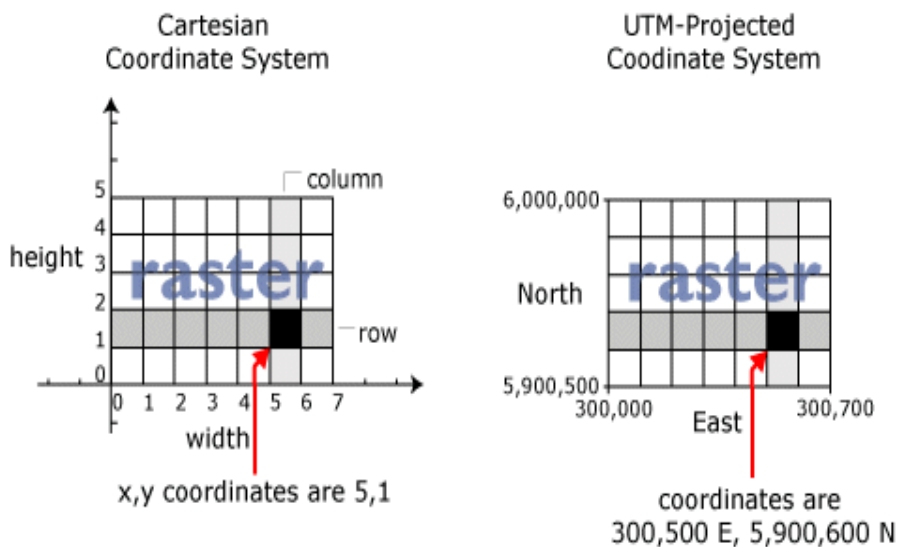 Cartesian
Coordinate System
5
column
4
height
3
raster
2
1
row
0
0 1 2 3 4 5 6 7
width
x,y coordinates are 5,1
UTM-Projected
Coodinate System
6,000,000
raster
North
5,900,500
300,000
300,700
East
coordinates are
300,500 E, 5,900,600 N